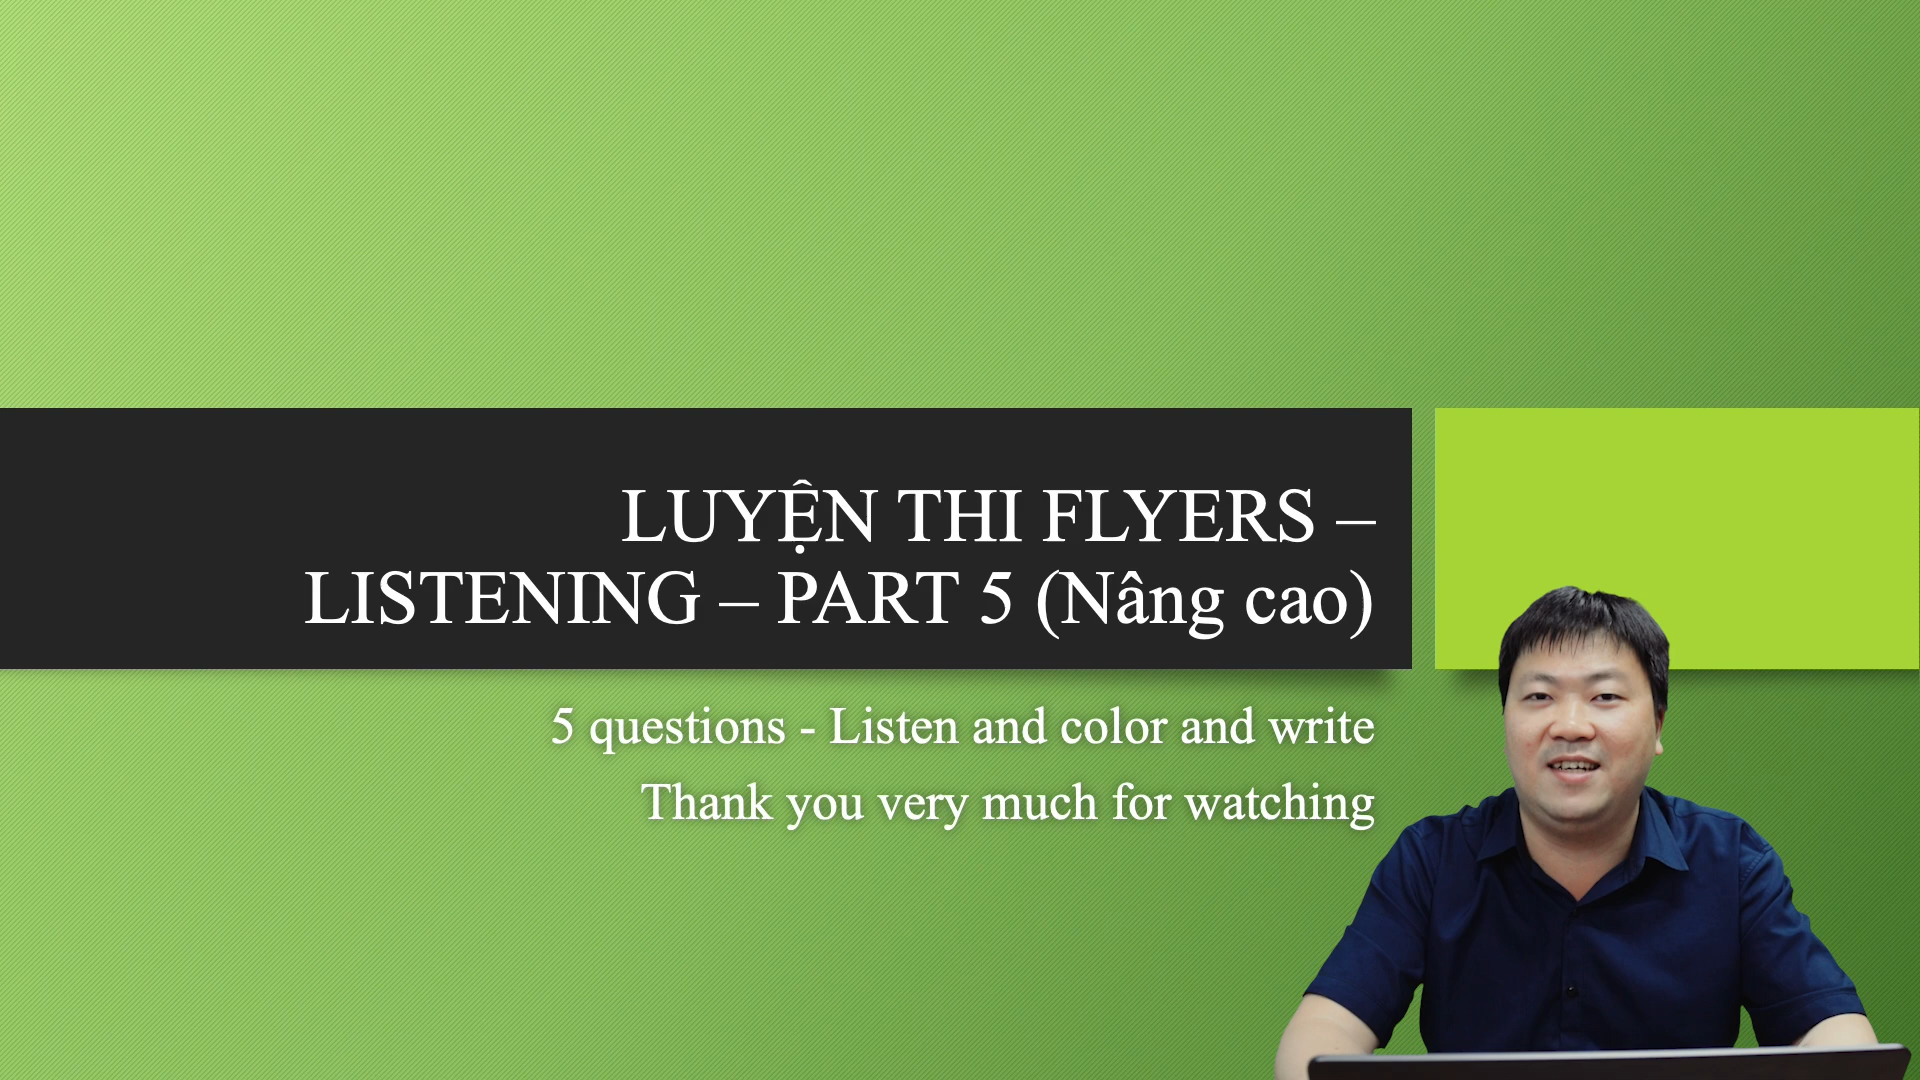 LUYỆN THI FLYERS –
LISTENING – PART 5 (Nâng cao)
5 questions - Listen and color and write
Thank you very much for watching